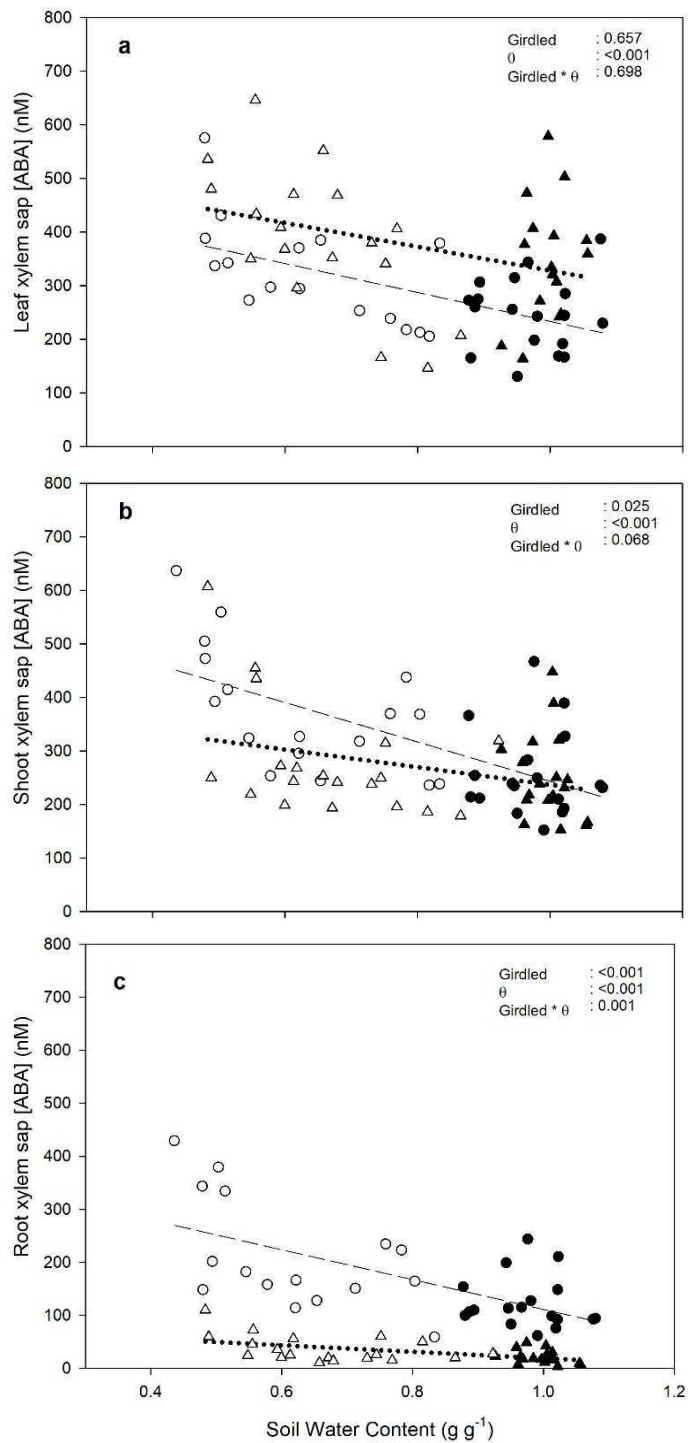 a
Girdled : 0.657
θ : <0.001
Girdled * θ : 0.698
800
700
600
500
400
300
200
100
0
Leaf xylem sap [ABA] (nM)
b
Girdled : 0.025
θ : <0.001
Girdled * θ : 0.068
800
700
600
500
400
300
200
100
0
Shoot xylem sap [ABA] (nM)
c
Girdled : <0.001
θ : <0.001
Girdled * θ : 0.001
800
700
600
500
400
300
200
100
0
Root xylem sap [ABA] (nM)
0.4 0.6 0.8 1.0 1.2
Soil Water Content (g g⁻¹)